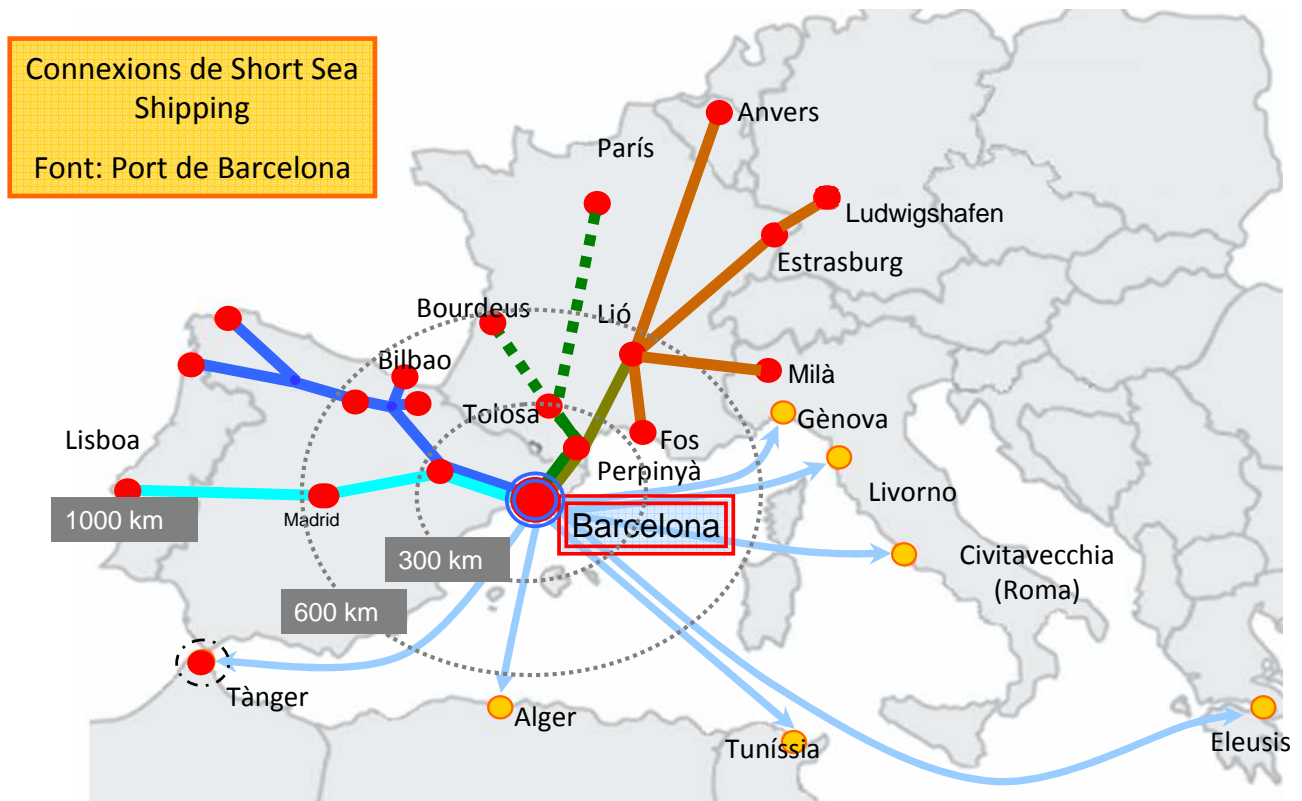 Connexions de Short Sea
Shipping
Font: Port de Barcelona
Anvers
París
Ludwigshafen
Estrasburg
Bourdeus
Lió
Bilbao
Milà
Tolosa
Gènova
Lisboa
Fos
Perpinyà
Livorno
1000 km
Madrid
Barcelona
300 km
Civitavecchia
(Roma)
600 km
Tànger
Alger
Tuníssia
Eleusis